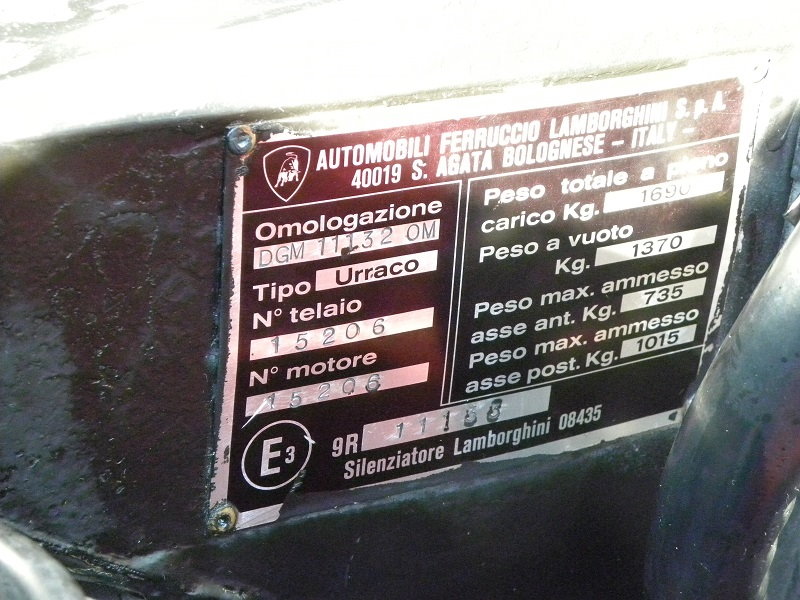 AUTOMOBILI FERRUCCIO LAMBORGHINI S.p.A.
40019 S. AGATA BOLOGNESE - ITALY -
Omologazione
DGM 11132 OM
Tipo Urraco
N° telaio
15206
N° motore
15206
Peso totale a pieno
carico Kg. 1690
Peso a vuoto
Kg. 1370
Peso max. ammesso
asse ant. Kg. 735
Peso max. ammesso
asse post. Kg. 1015
E3
9R 11138
Silenziatore Lamborghini 08435